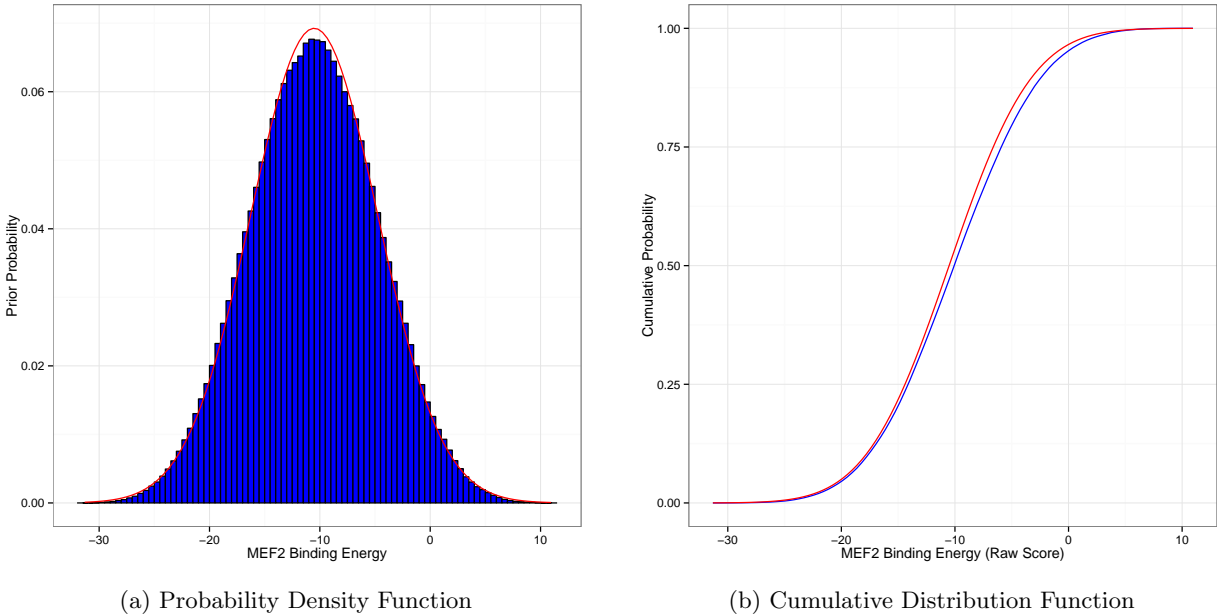 Prior Probability
0.06
0.04
0.02
0.00
−30 −20 −10 0 10
MEF2 Binding Energy
(a) Probability Density Function
Cumulative Probability
1.00
0.75
0.50
0.25
0.00
−30 −20 −10 0 10
MEF2 Binding Energy (Raw Score)
(b) Cumulative Distribution Function